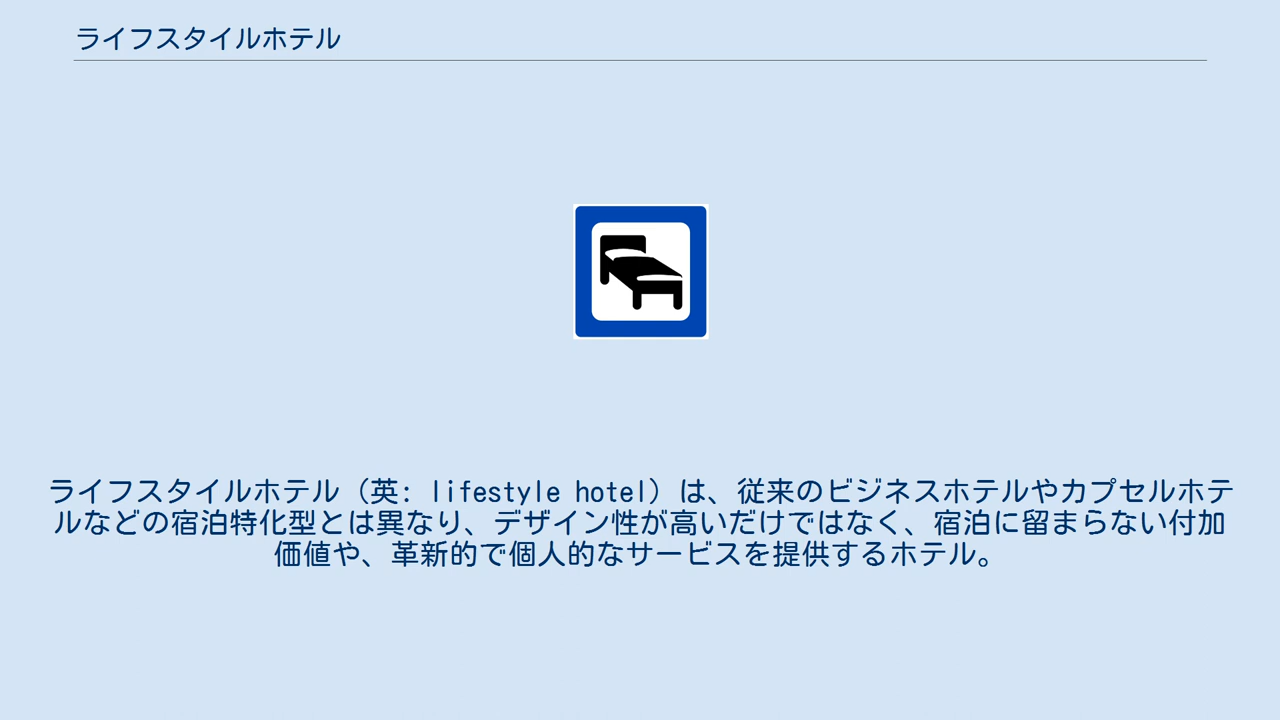 ライフスタイルホテル
ライフスタイルホテル（英: lifestyle hotel）は、従来のビジネスホテルやカプセルホテ
ルなどの宿泊特化型とは異なり、デザイン性が高いだけではなく、宿泊に留まらない付加
価値や、革新的で個人的なサービスを提供するホテル。